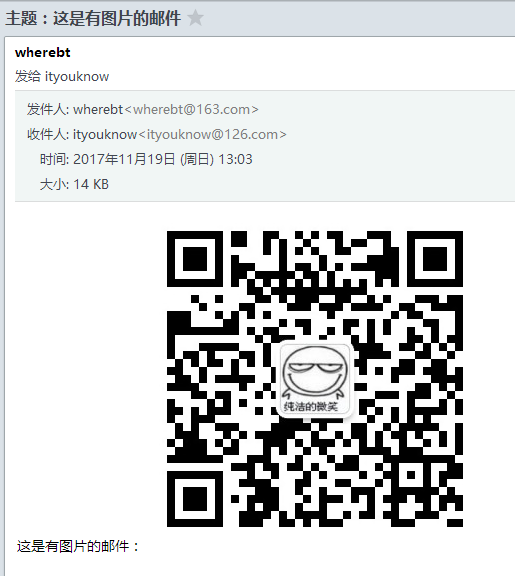 主题：这是有图片的邮件
wherebt
发给 ityouknow
发件人: wherebt<wherebt@163.com>
收件人: ityouknow<ityouknow@126.com>
时间: 2017年11月19日 (周日) 13:03
大小: 14 KB
纯洁的微笑
这是有图片的邮件：